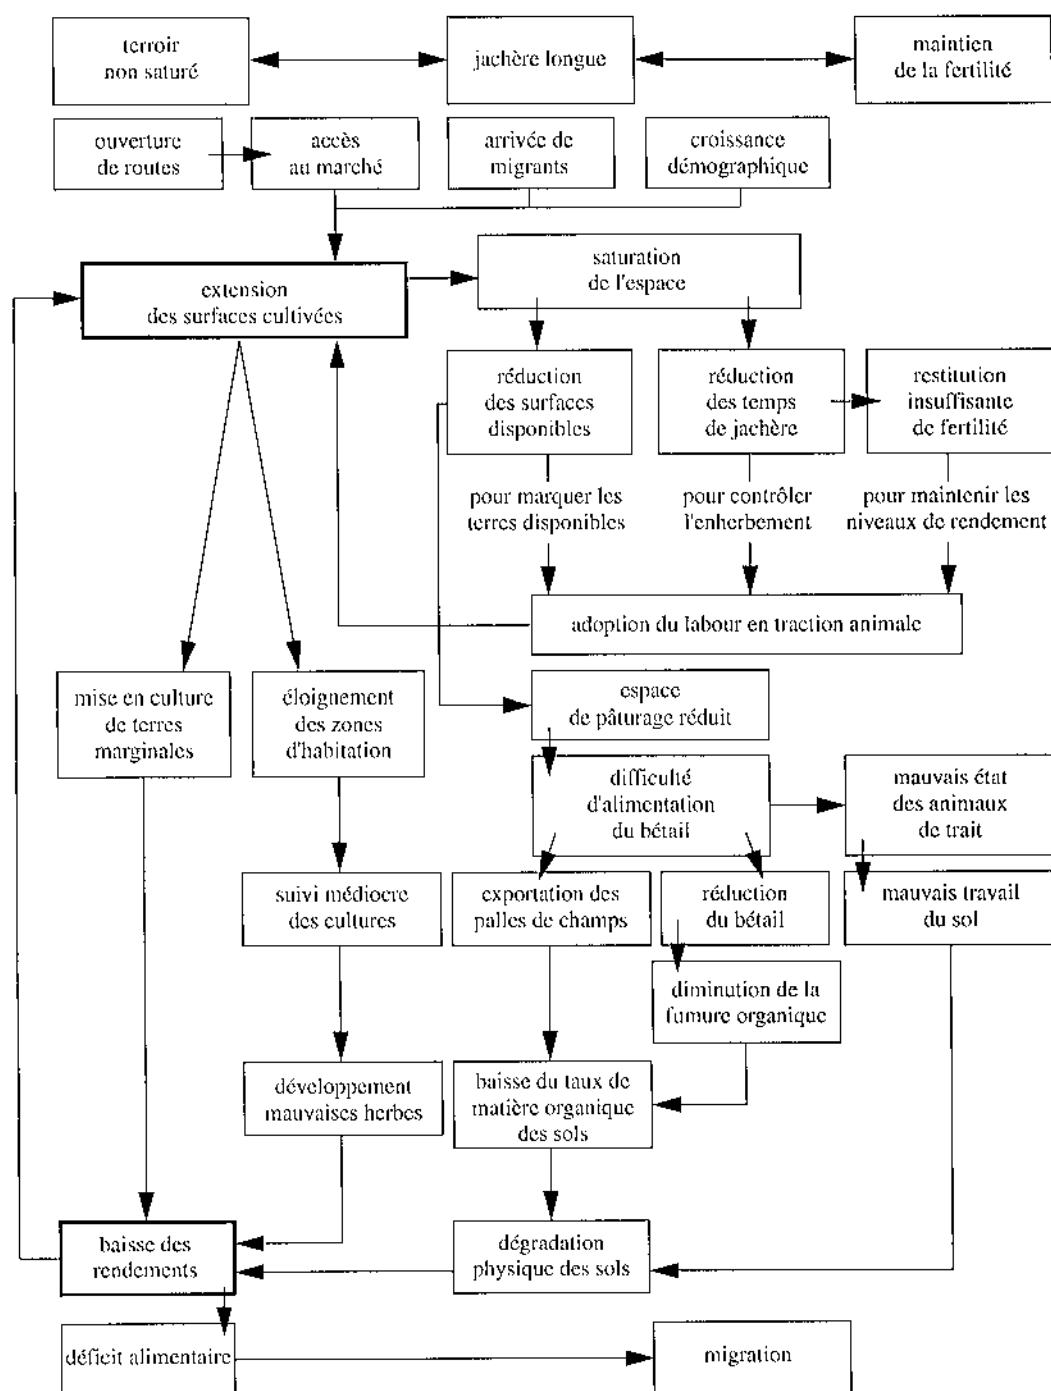 terroir
non saturé
jachère longue
maintien
de la fertilité
ouverture
de routes
accès
au marché
arrivée de
migrants
croissance
démographique
extension
des surfaces cultivées
saturation
de l'espace
réduction
des surfaces
disponibles
réduction
des temps
de jachère
restitution
insuffisante
de fertilité
pour marquer les
terres disponibles
pour contrôler
l'enherbement
pour maintenir les
niveaux de rendement
adoption du labour en traction animale
mise en culture
de terres
marginales
éloignement
des zones
d'habitation
espace
de pâturage réduit
difficulté
d'alimentation
du bétail
mauvais état
des animaux
de trait
suivi médiocre
des cultures
exportation des
palles de champs
réduction
du bétail
mauvais travail
du sol
diminution de la
fumure organique
développement
mauvaises herbes
baisse du taux de
matière organique
des sols
baisse des
rendements
dégradation
physique des sols
déficit alimentaire
migration